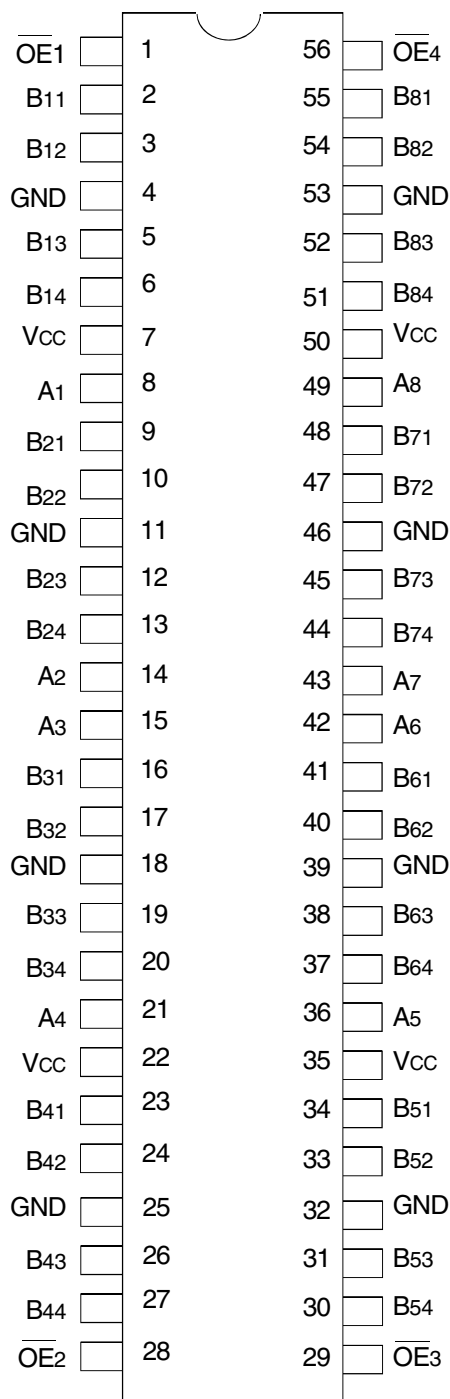 OE1 1 56 OE4
B11 2 55 B81
B12 3 54 B82
GND 4 53 GND
B13 5 52 B83
B14 6 51 B84
VCC 7 50 VCC
A1 8 49 A8
B21 9 48 B71
B22 10 47 B72
GND 11 46 GND
B23 12 45 B73
B24 13 44 B74
A2 14 43 A7
A3 15 42 A6
B31 16 41 B61
B32 17 40 B62
GND 18 39 GND
B33 19 38 B63
B34 20 37 B64
A4 21 36 A5
VCC 22 35 VCC
B41 23 34 B51
B42 24 33 B52
GND 25 32 GND
B43 26 31 B53
B44 27 30 B54
OE2 28 29 OE3